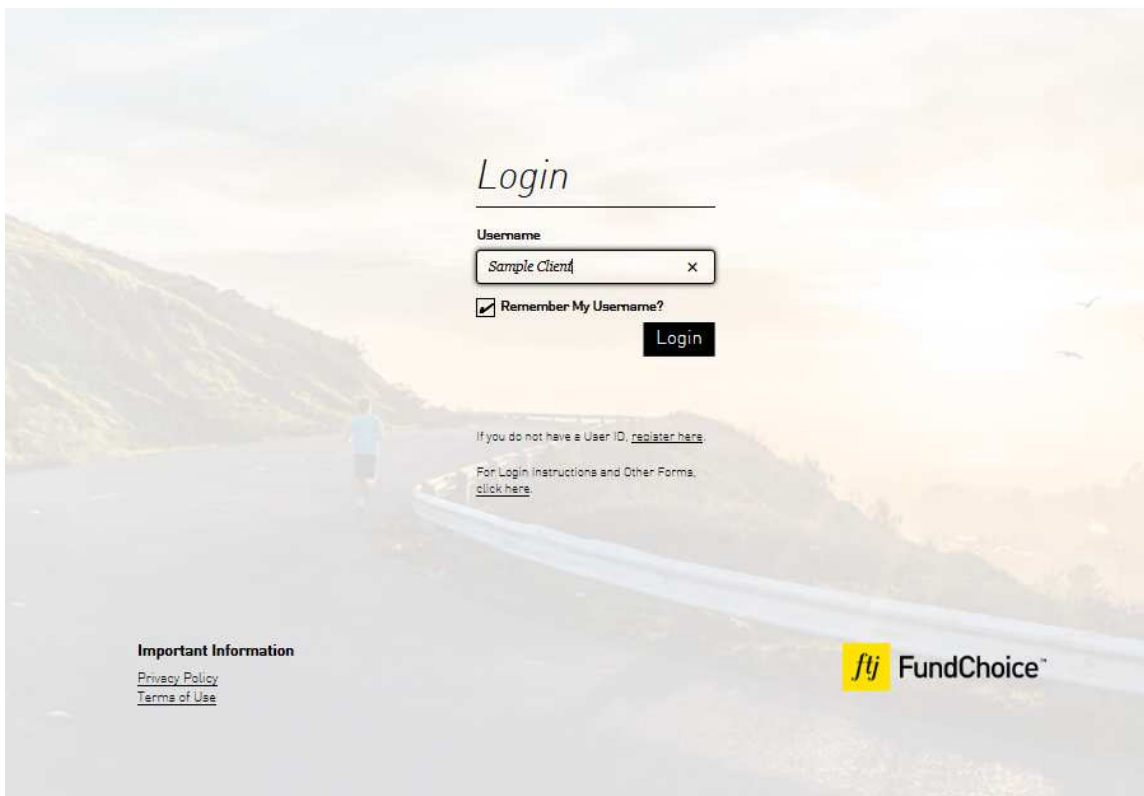 Login
Username
Sample Client
Remember My Username?
Login
If you do not have a User ID, register here.
For Login Instructions and Other Forms,
click here.
Important Information
Privacy Policy
Terms of Use
ftj FundChoice™